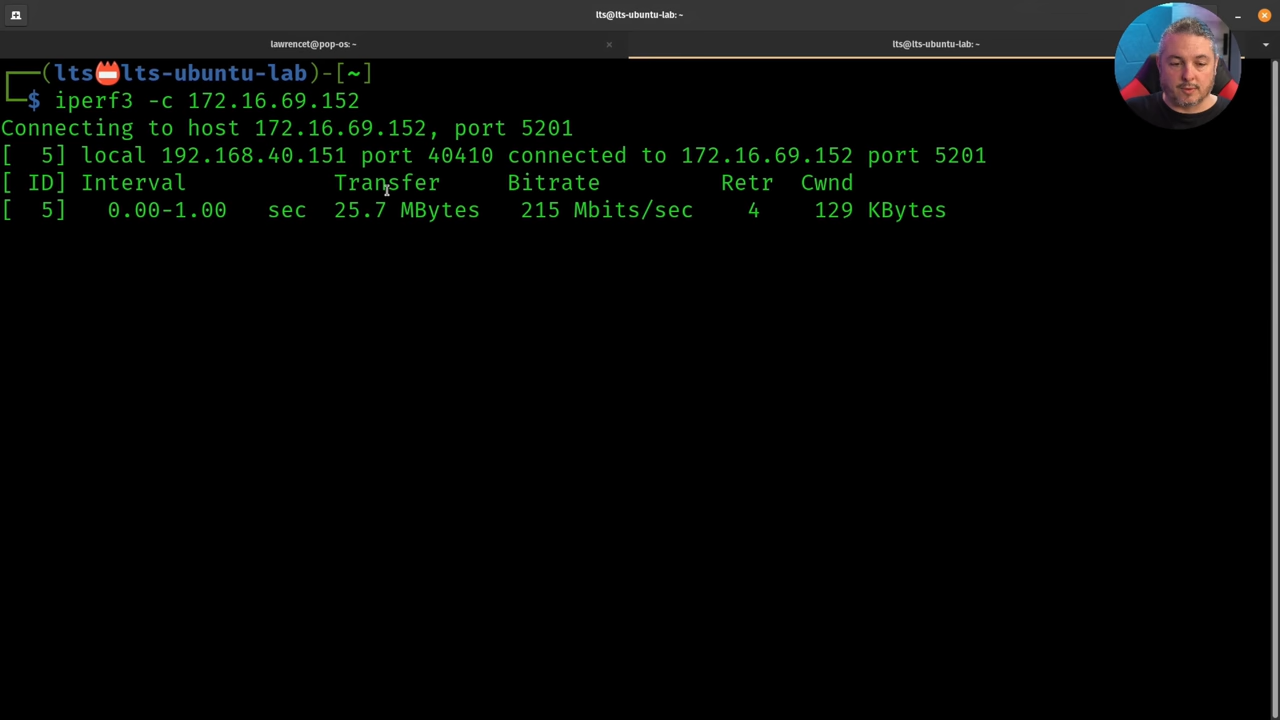 lts@lts-ubuntu-lab: ~
lawrencet@pop-os: ~
lts@lts-ubuntu-lab: ~
(lts📛lts-ubuntu-lab)-[~]
$ iperf3 -c 172.16.69.152
Connecting to host 172.16.69.152, port 5201
[  5] local 192.168.40.151 port 40410 connected to 172.16.69.152 port 5201
[ ID] Interval           Transfer     Bitrate         Retr  Cwnd
[  5]   0.00-1.00   sec  25.7 MBytes   215 Mbits/sec    4    129 KBytes